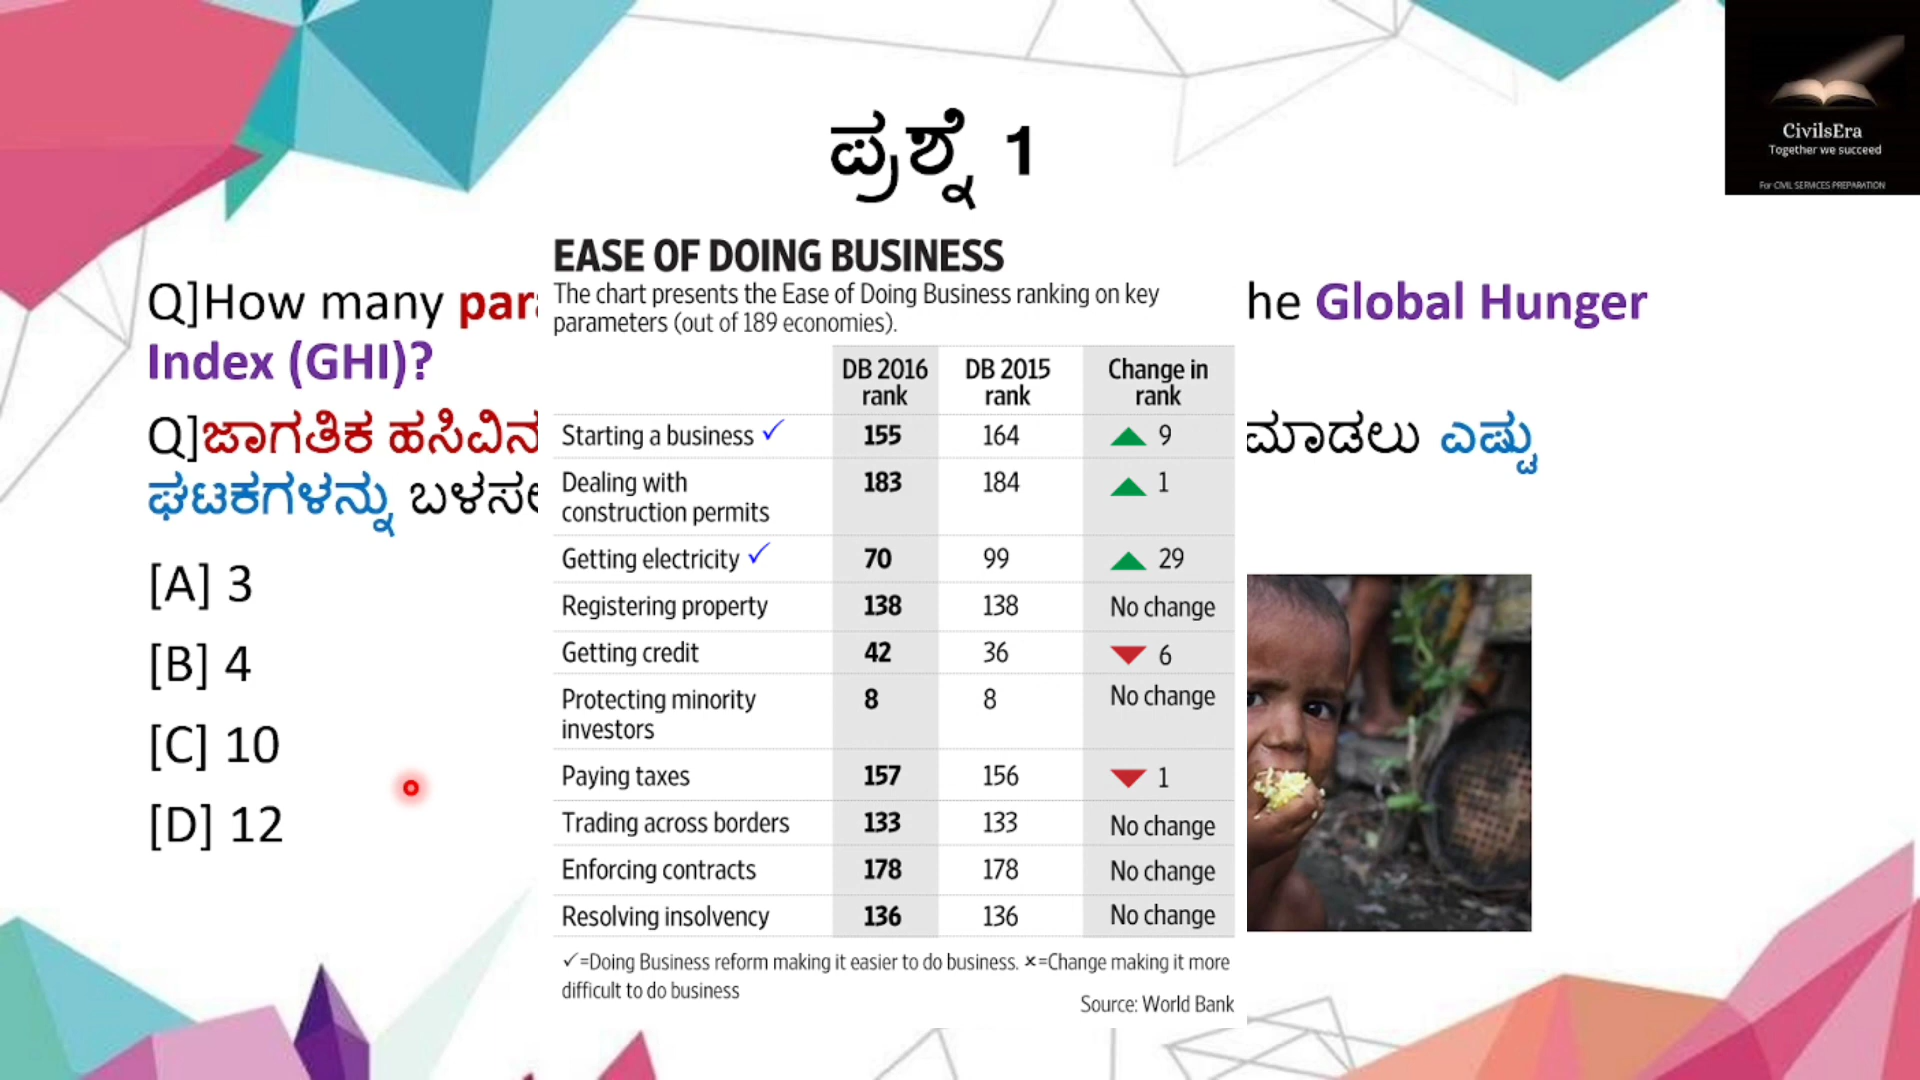 CivilsEra
Together we succeed
For CIVIL SERVICES PREPARATION
ಪ್ರಶ್ನೆ 1
Q]How many
he Global Hunger
Index (GHI)?
Q]ಜಾಗತಿಕ
ಮಾಡಲು ಎಷ್ಟು
ಘಟಕಗಳನ್ನು
[A] 3
[B] 4
[C] 10
[D] 12
EASE OF DOING BUSINESS
The chart presents the Ease of Doing Business ranking on key
parameters (out of 189 economies).
DB 2016 rank DB 2015 rank Change in rank
Starting a business ✓ 155 164 ▲ 9
Dealing with construction permits 183 184 ▲ 1
Getting electricity ✓ 70 99 ▲ 29
Registering property 138 138 No change
Getting credit 42 36 ▼ 6
Protecting minority investors 8 8 No change
Paying taxes 157 156 ▼ 1
Trading across borders 133 133 No change
Enforcing contracts 178 178 No change
Resolving insolvency 136 136 No change
✓=Doing Business reform making it easier to do business. ×=Change making it more
difficult to do business
Source: World Bank